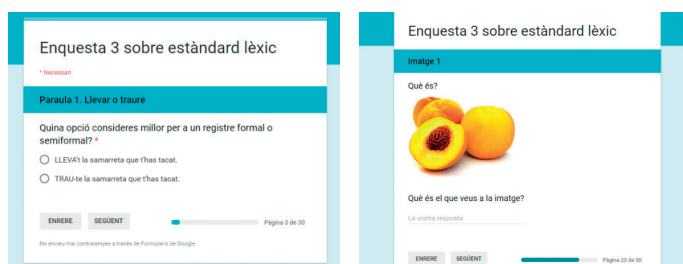 Enquesta 3 sobre estàndard lèxic
* Necessari
Paraula 1. Llevar o traure
Quina opció consideres millor per a un registre formal o
semiformal? *
LLEVA't la samarreta que t'has tacat.
TRAU-te la samarreta que t'has tacat.
ENRERE SEGÜENT Pàgina 3 de 30
No envieu mai contrasenyes a través de Formularis de Google.
Enquesta 3 sobre estàndard lèxic
Imatge 1
Què és?
Què és el que veus a la imatge?
La vostra resposta
ENRERE SEGÜENT Pàgina 23 de 30